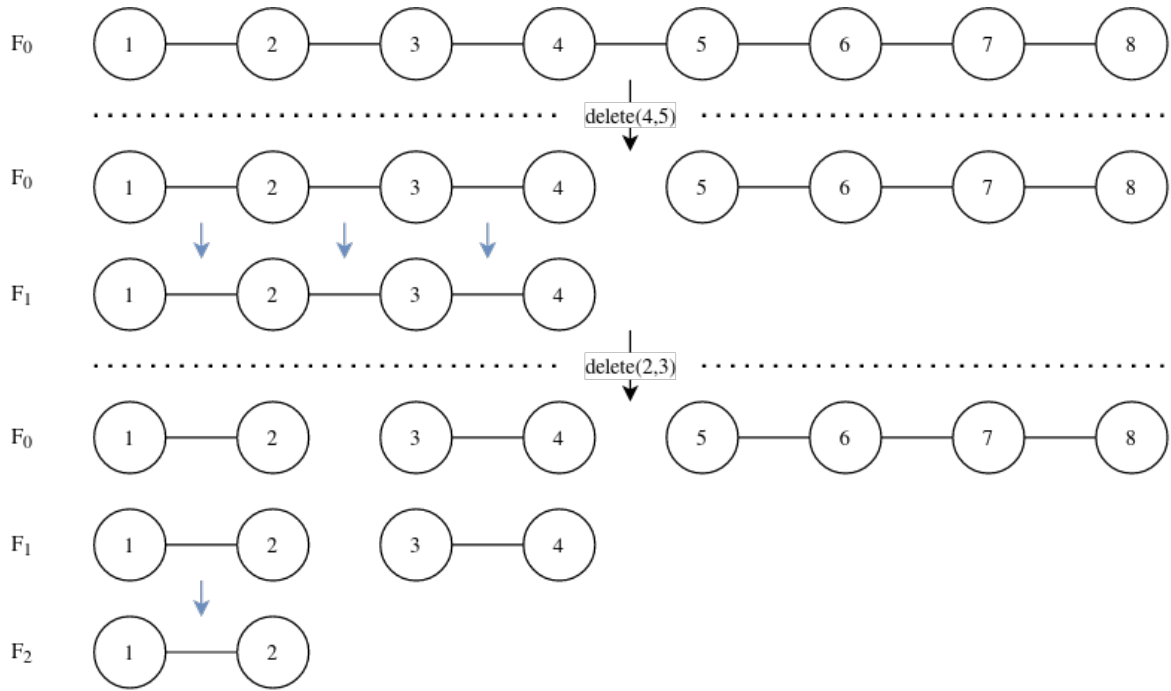 F₀ 1 2 3 4 5 6 7 8
delete(4,5)
F₀ 1 2 3 4 5 6 7 8
F₁ 1 2 3 4
delete(2,3)
F₀ 1 2 3 4 5 6 7 8
F₁ 1 2 3 4
F₂ 1 2